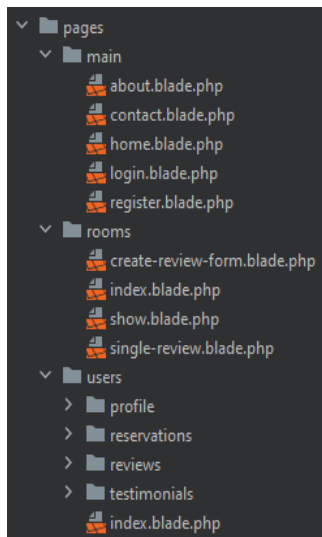 pages
main
about.blade.php
contact.blade.php
home.blade.php
login.blade.php
register.blade.php
rooms
create-review-form.blade.php
index.blade.php
show.blade.php
single-review.blade.php
users
profile
reservations
reviews
testimonials
index.blade.php